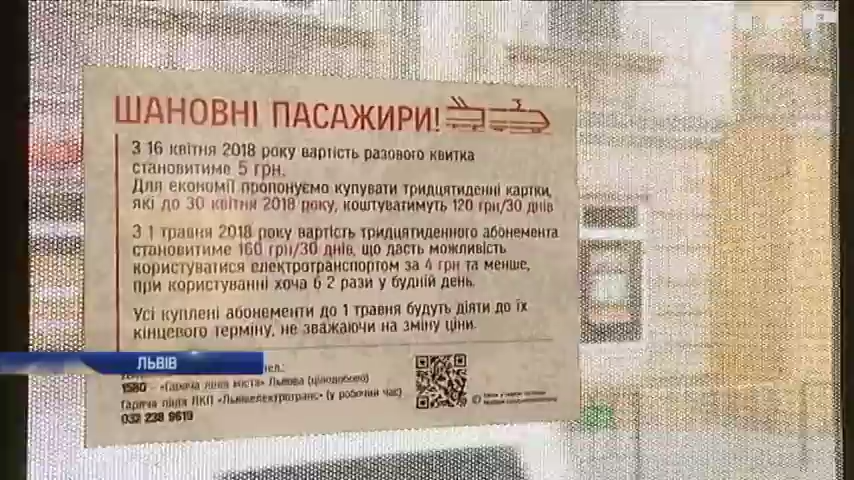 ШАНОВНІ ПАСАЖИРИ!
З 16 квітня 2018 року вартість разового квитка
становитиме 5 грн.
Для економії пропонуємо купувати тридцятиденні картки,
які до 30 квітня 2018 року, коштуватимуть 120 грн/30 днів
З 1 травня 2018 року вартість тридцятиденного абонемента
становитиме 160 грн/30 днів, що дасть можливість
користуватися електротранспортом за 4 грн та менше,
при користуванні хоча б 2 рази у будній день.
Усі куплені абонементи до 1 травня будуть діяти до їх
кінцевого терміну, не зважаючи на зміну ціни.
ЛЬВІВ
тел.:
1580 – «Гаряча лінія міста» Львова (цілодобово)
Гаряча лінія ЛКП «Львівелектротранс» (у робочий час)
032 238 9619